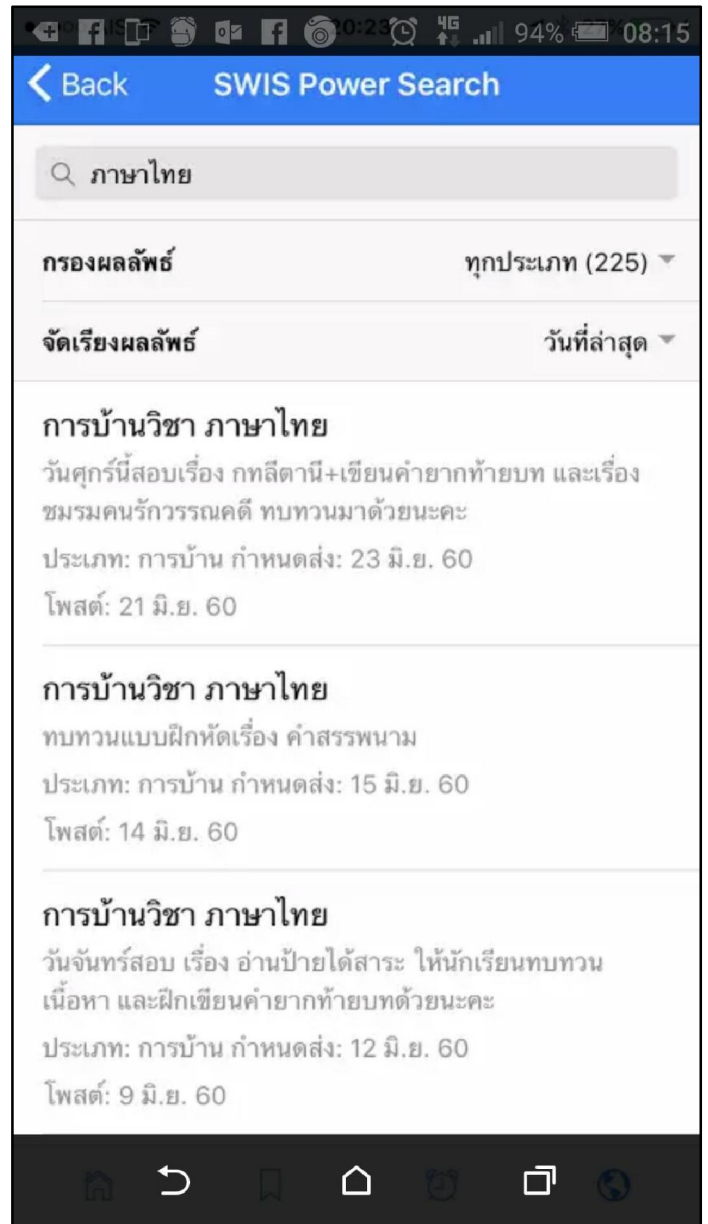 20:23 4G 94% 08:15
Back SWIS Power Search
ภาษาไทย
กรองผลลัพธ์ ทุกประเภท (225)
จัดเรียงผลลัพธ์ วันที่ล่าสุด
การบ้านวิชา ภาษาไทย
วันศุกร์นี้สอบเรื่อง กทลีตานี+เขียนคำยากท้ายบท และเรื่อง
ชมรมคนรักวรรณคดี ทบทวนมาด้วยนะคะ
ประเภท: การบ้าน กำหนดส่ง: 23 มิ.ย. 60
โพสต์: 21 มิ.ย. 60
การบ้านวิชา ภาษาไทย
ทบทวนแบบฝึกหัดเรื่อง คำสรรพนาม
ประเภท: การบ้าน กำหนดส่ง: 15 มิ.ย. 60
โพสต์: 14 มิ.ย. 60
การบ้านวิชา ภาษาไทย
วันจันทร์สอบ เรื่อง อ่านป้ายได้สาระ ให้นักเรียนทบทวน
เนื้อหา และฝึกเขียนคำยากท้ายบทด้วยนะคะ
ประเภท: การบ้าน กำหนดส่ง: 12 มิ.ย. 60
โพสต์: 9 มิ.ย. 60